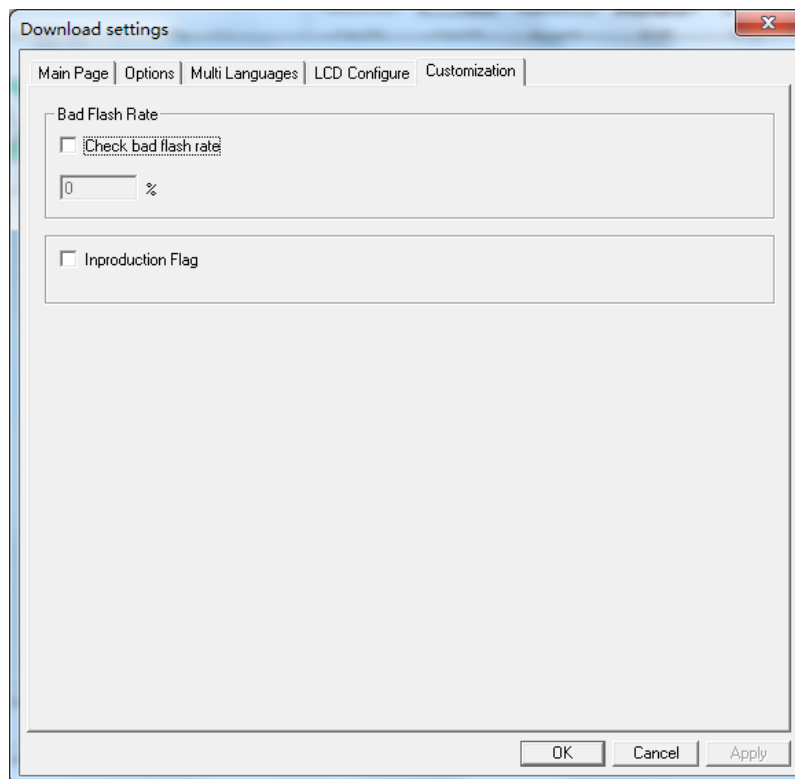 Download settings
Main Page Options Multi Languages LCD Configure Customization
Bad Flash Rate
Check bad flash rate
0 %
Inproduction Flag
OK Cancel Apply